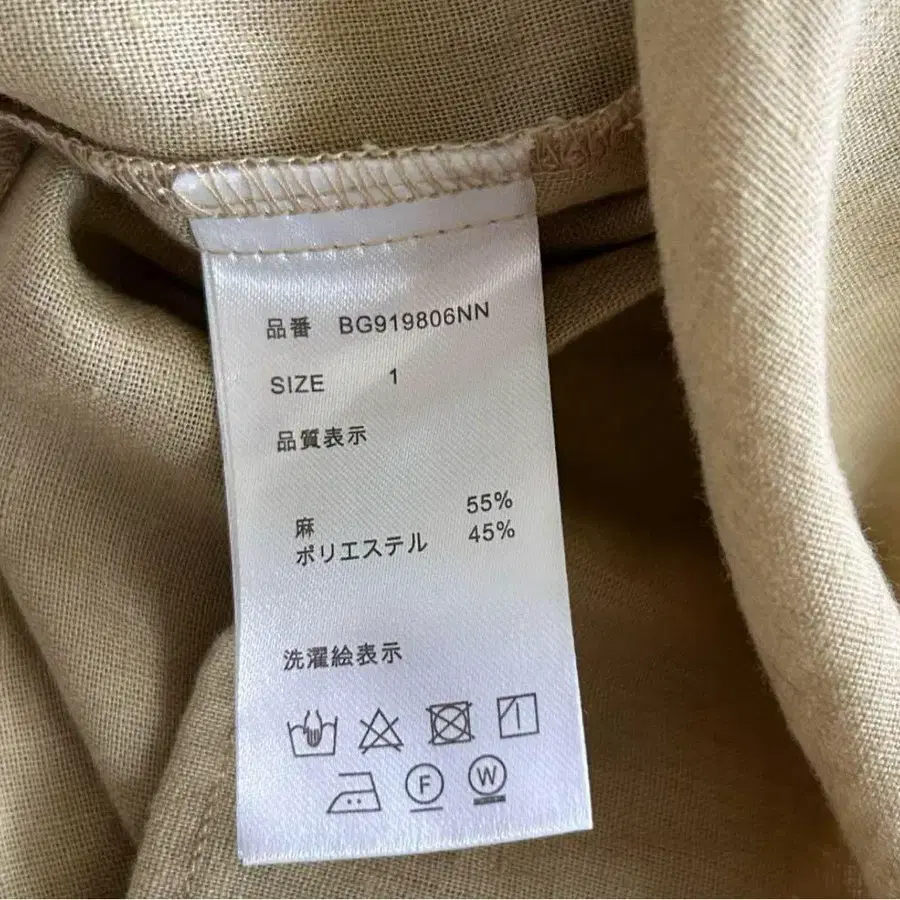 品番 BG919806NN
SIZE 1
品質表示
麻 55%
ポリエステル 45%
洗濯絵表示
F W